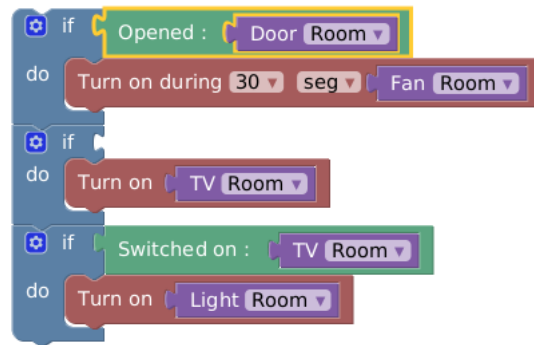 if Opened : Door Room
do Turn on during 30 seg Fan Room
if
do Turn on TV Room
if Switched on : TV Room
do Turn on Light Room